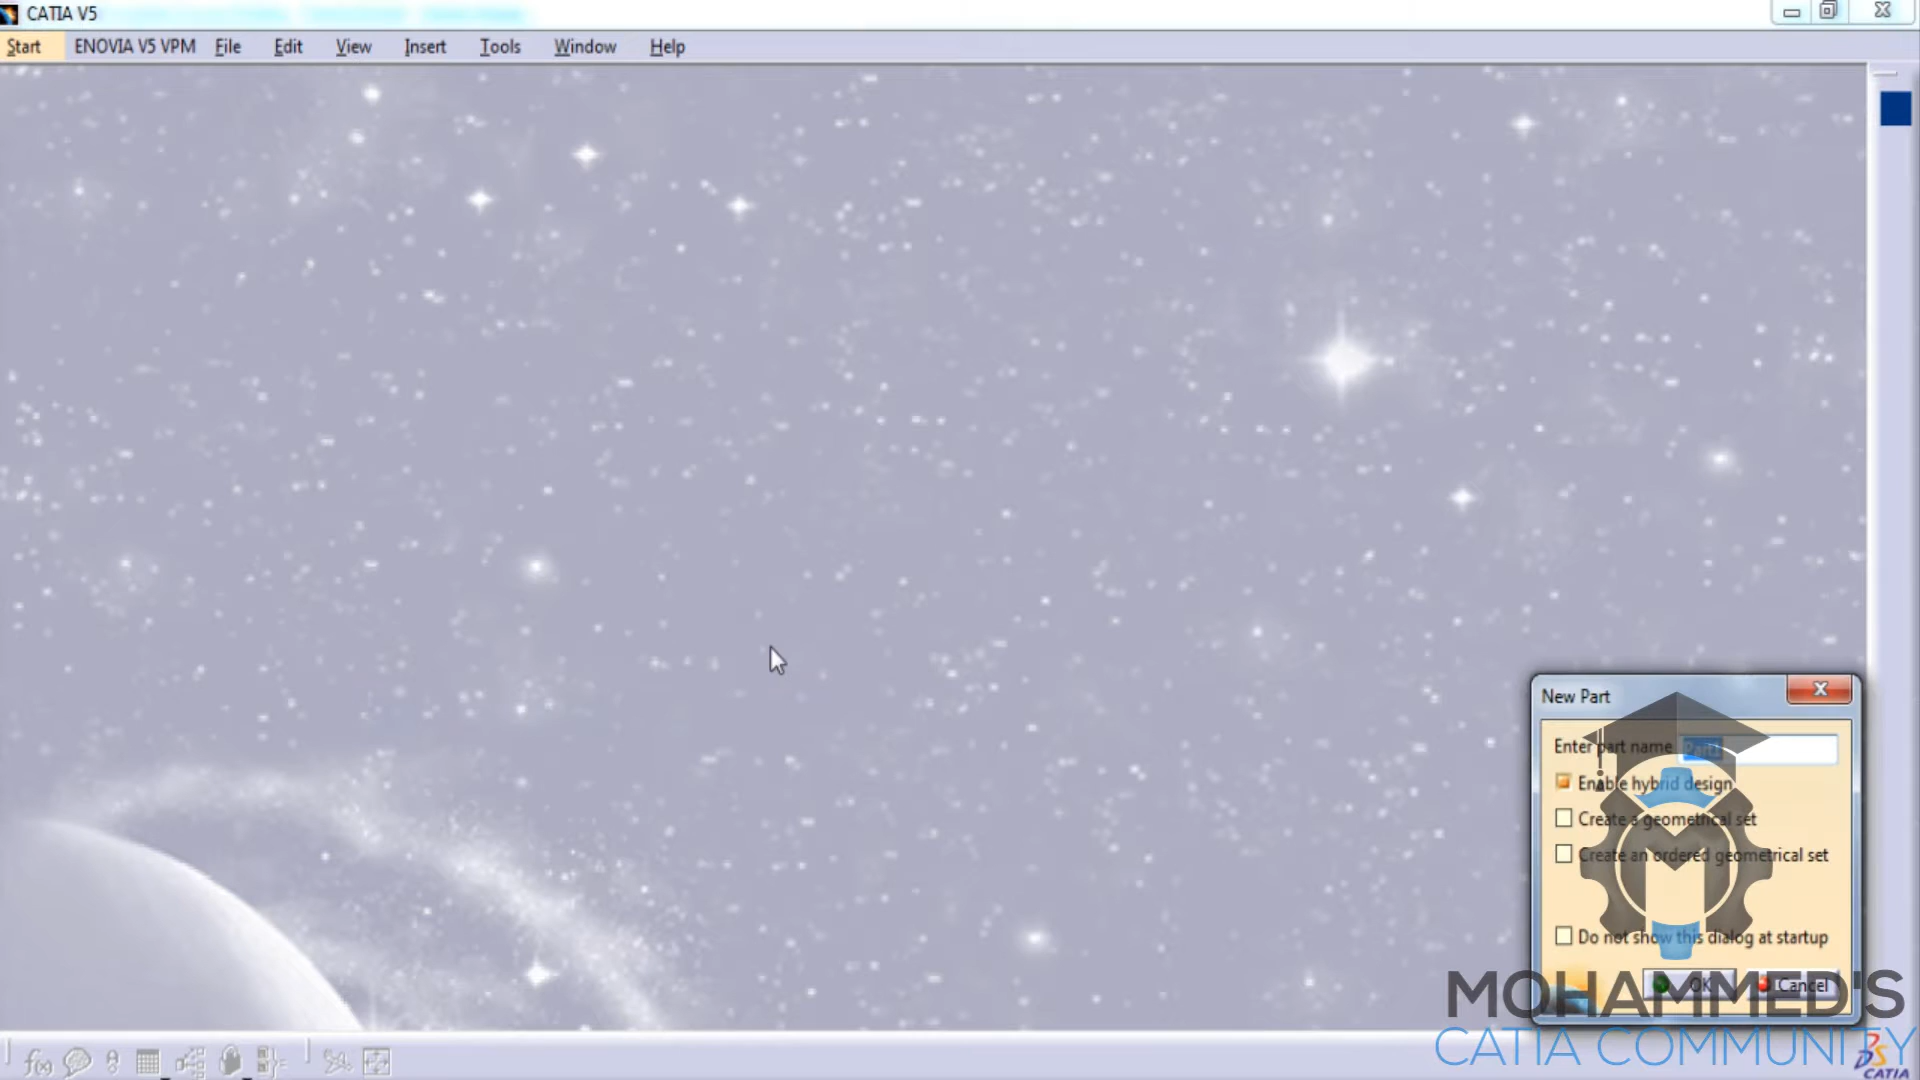 CATIA V5
Start ENOVIA V5 VPM File Edit View Insert Tools Window Help
New Part
Enter part name Part1
Enable hybrid design
Create a geometrical set
Create an ordered geometrical set
Do not show this dialog at startup
OK Cancel
MOHAMMED'S
CATIA COMMUNITY
f(x)
CATIA